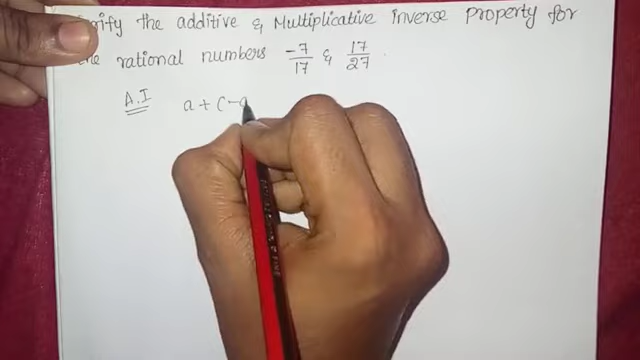 the additive & Multiplicative inverse Property for
rational numbers -7/17 & 17/27.
A.I a + (-a